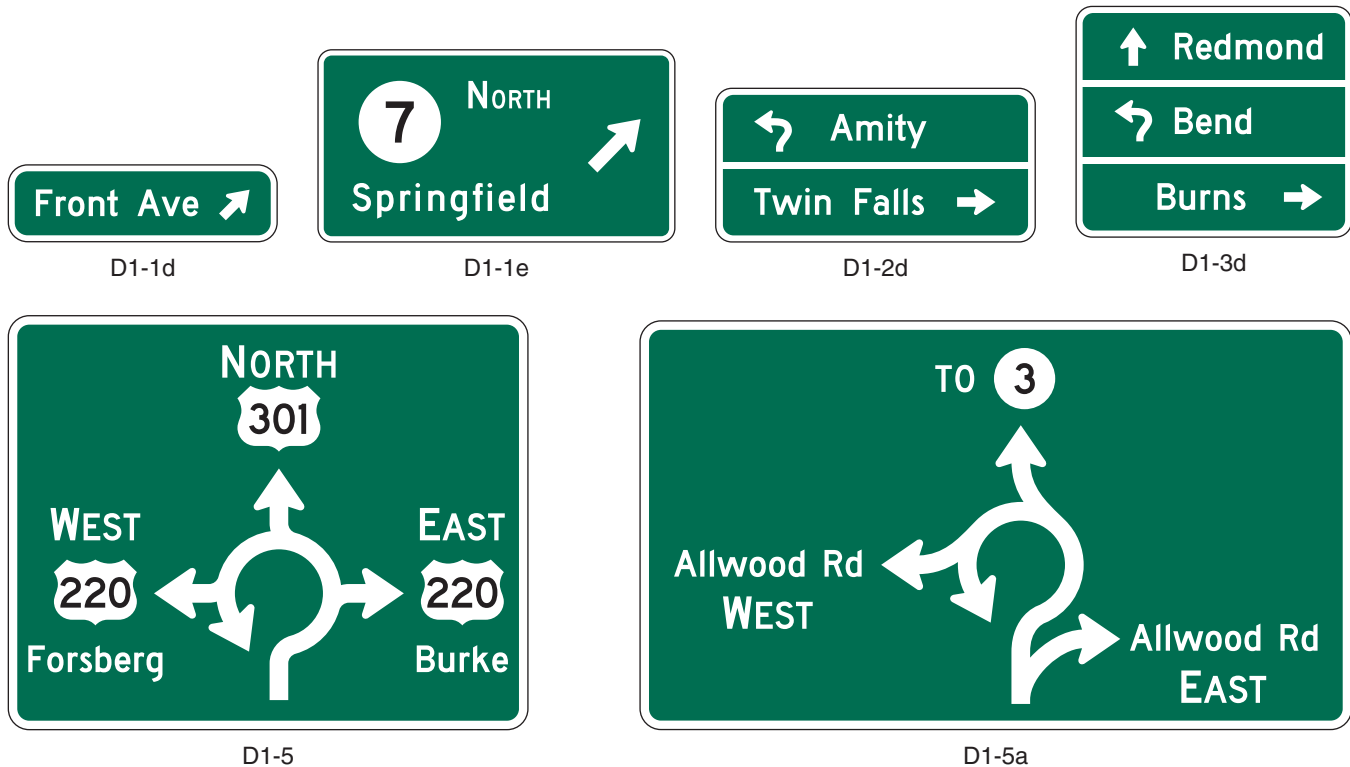 Front Ave
D1-1d
7 NORTH
Springfield
D1-1e
Amity
Twin Falls
D1-2d
Redmond
Bend
Burns
D1-3d
NORTH
301
WEST
220
Forsberg
EAST
220
Burke
D1-5
TO 3
Allwood Rd
WEST
Allwood Rd
EAST
D1-5a